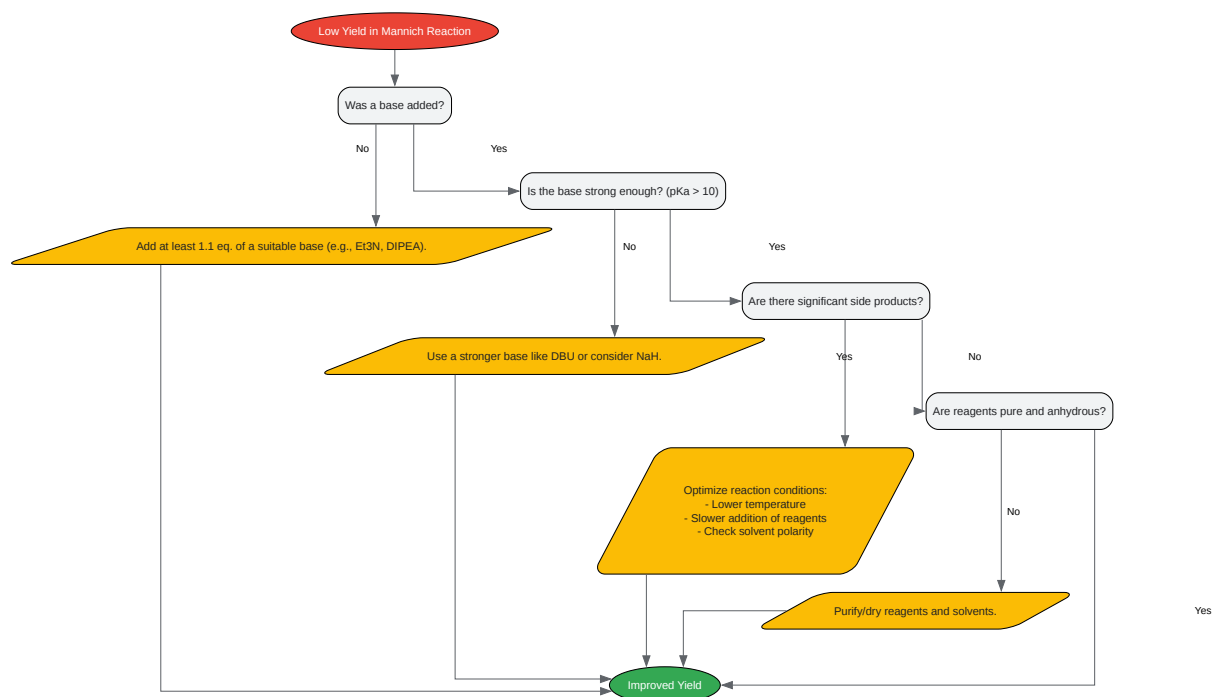 Low Yield in Mannich Reaction
Was a base added?
No
Yes
Is the base strong enough? (pKa > 10)
Add at least 1.1 eq. of a suitable base (e.g., Et3N, DIPEA).
No
Yes
Are there significant side products?
Use a stronger base like DBU or consider NaH.
Yes
No
Are reagents pure and anhydrous?
Optimize reaction conditions:
- Lower temperature
- Slower addition of reagents
- Check solvent polarity
No
Purify/dry reagents and solvents.
Yes
Improved Yield